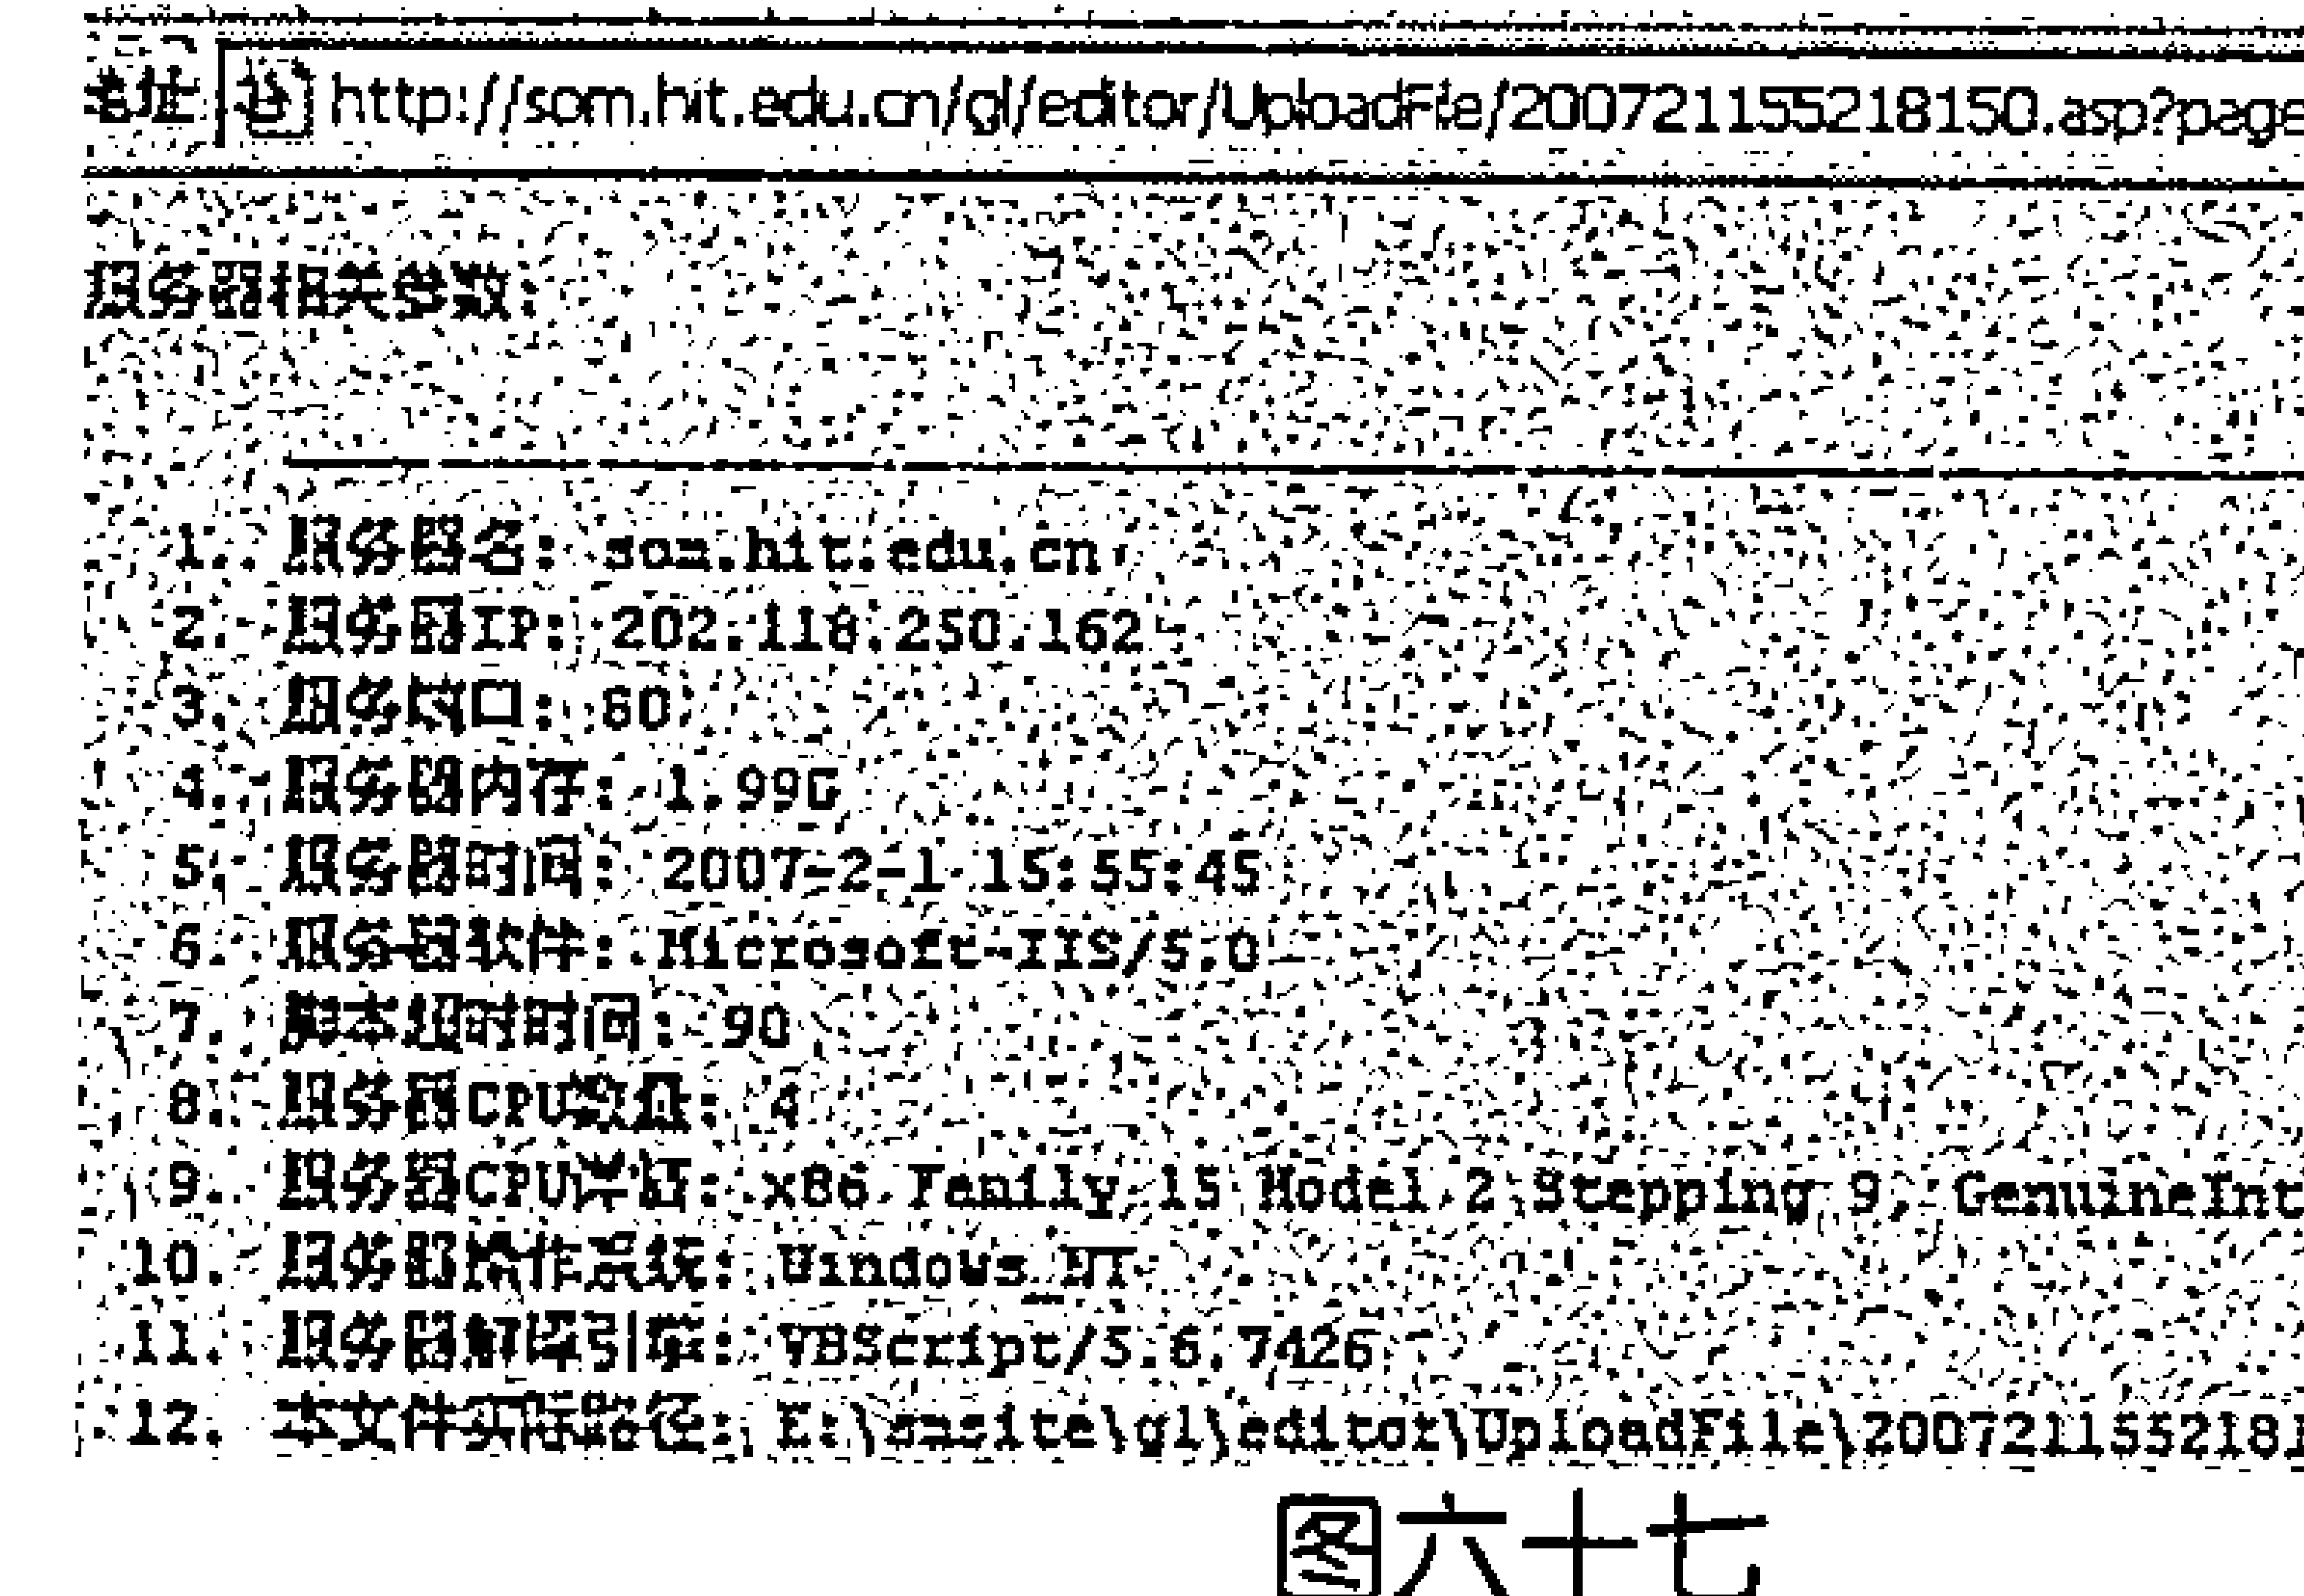 地址 http://som.hit.edu.cn/gl/editor/UploadFile/200721155218150.asp?page
服务器相关参数:
1. 服务器名: som.hit.edu.cn
2. 服务器IP: 202.118.250.162
3. 服务端口: 80
4. 服务器内存: 1.99G
5. 服务器时间: 2007-2-1 15:55:45
6. 服务器软件: Microsoft-IIS/5.0
7. 脚本超时时间: 90
8. 服务器CPU数量: 4
9. 服务器CPU详情: x86 Family 15 Model 2 Stepping 9, GenuineInt
10. 服务器操作系统: Windows_NT
11. 服务器解译引擎: VBScript/5.6.7426
12. 本文件实际路径: E:\smsite\gl\editor\UploadFile\2007211552181
图六十七